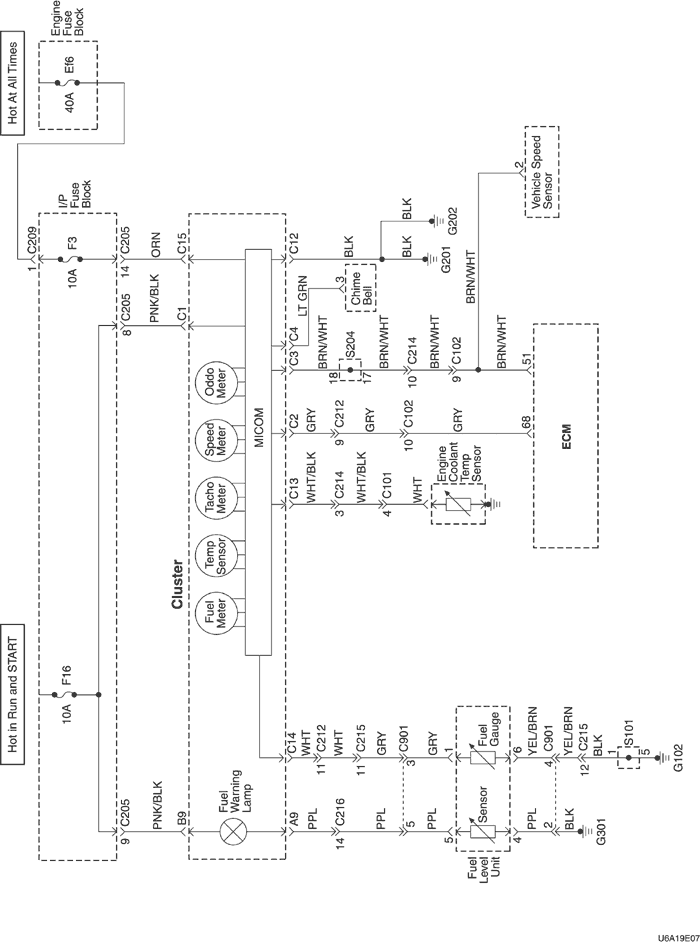 Hot in Run and START
Hot At All Times
Engine
Fuse
Block
Ef6
40A
I/P
Fuse
Block
F16
10A
F3
10A
1
C209
9
C205
8
C205
14
C205
PNK/BLK
PNK/BLK
ORN
B9
C1
C15
Cluster
Fuel
Warning
Lamp
Fuel
Meter
Temp
Sensor
Tacho
Meter
Speed
Meter
Oddo
Meter
MICOM
A9
C14
C13
C2
C3
C4
C12
PPL
WHT
WHT/BLK
GRY
BRN/WHT
LT GRN
BLK
14
C216
11
C212
WHT
11
C215
3
C214
WHT/BLK
4
C101
WHT
9
C212
GRY
10
C102
GRY
18
S204
17
BRN/WHT
10
C214
BRN/WHT
9
C102
BRN/WHT
BRN/WHT
3
Chime
Bell
BLK
BLK
G201
G202
2
Vehicle Speed
Sensor
Engine
Coolant
Temp
Sensor
68
51
ECM
PPL
GRY
5
3
C901
PPL
GRY
5
1
Fuel
Level
Unit
Sensor
Fuel
Gauge
4
6
PPL
YEL/BRN
2
4
C901
BLK
YEL/BRN
12
C215
BLK
1
S101
5
G301
G102
U6A19E07